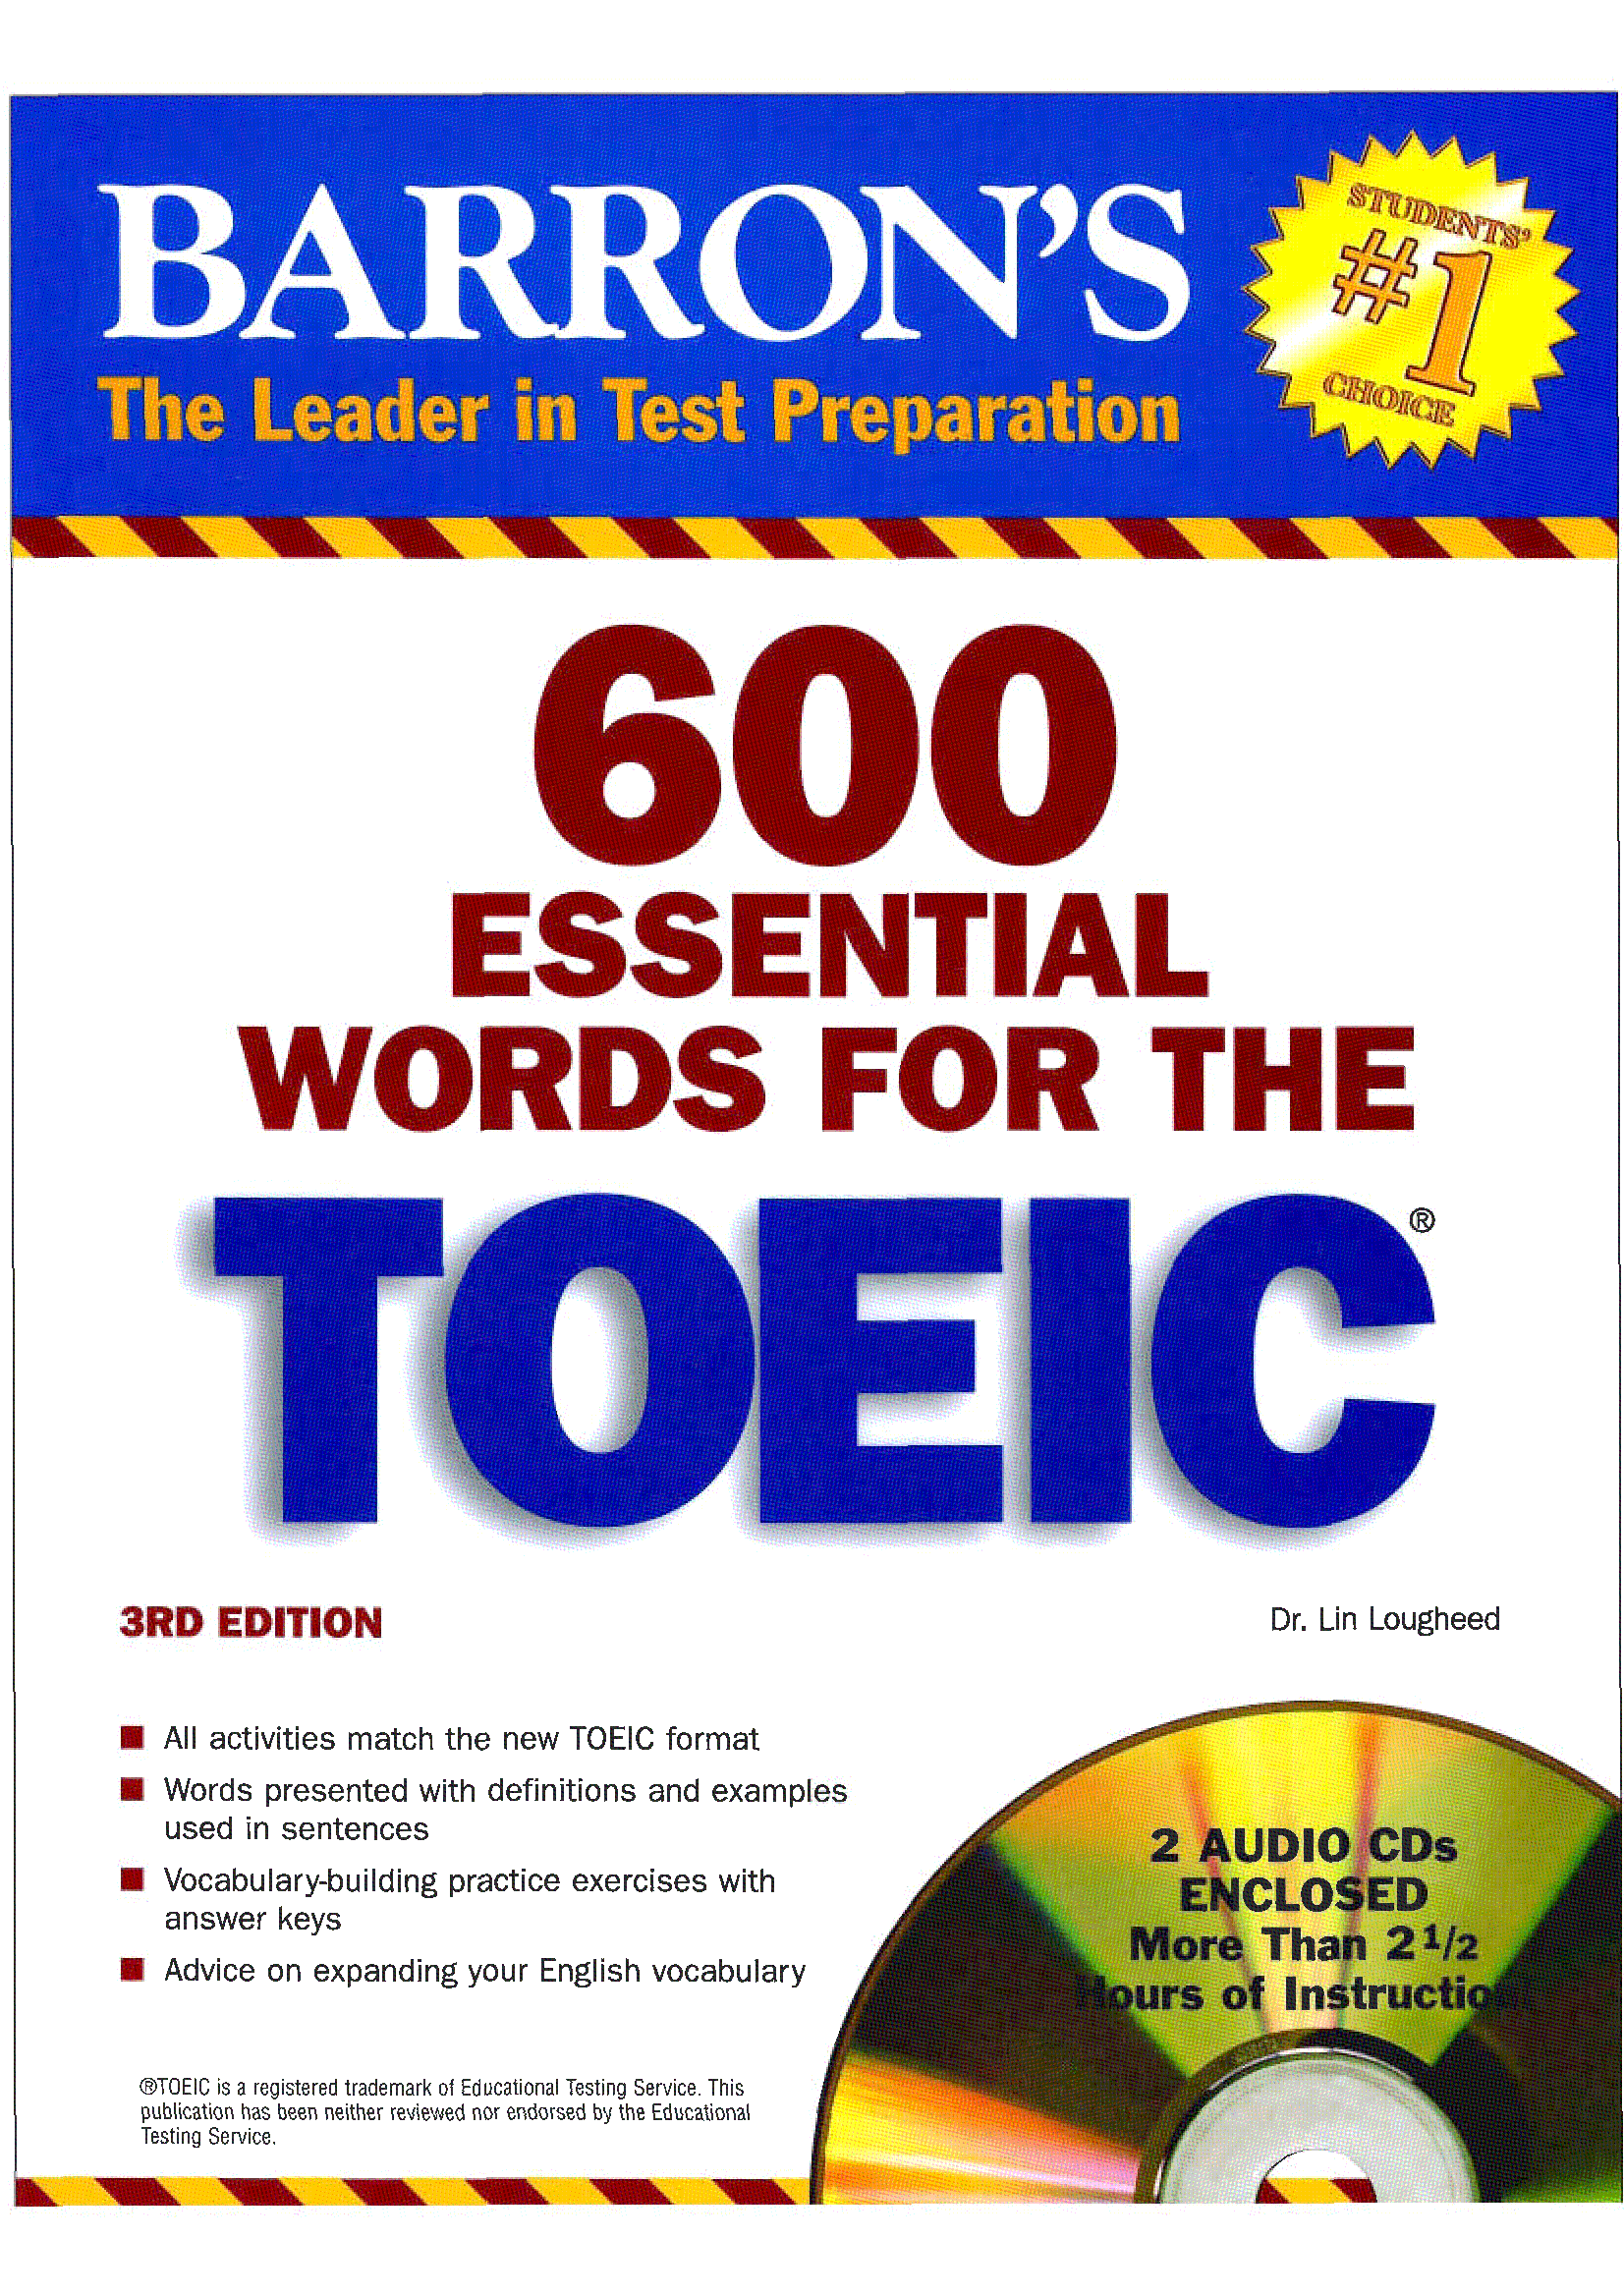 BARRON'S
The Leader in Test Preparation
STUDENTS'
#1
CHOICE
600
ESSENTIAL
WORDS FOR THE
TOEIC®
3RD EDITION
Dr. Lin Lougheed
■ All activities match the new TOEIC format
■ Words presented with definitions and examples
used in sentences
■ Vocabulary-building practice exercises with
answer keys
■ Advice on expanding your English vocabulary
2 AUDIO CDs
ENCLOSED
More Than 2 1/2
Hours of Instruction
®TOEIC is a registered trademark of Educational Testing Service. This
publication has been neither reviewed nor endorsed by the Educational
Testing Service.